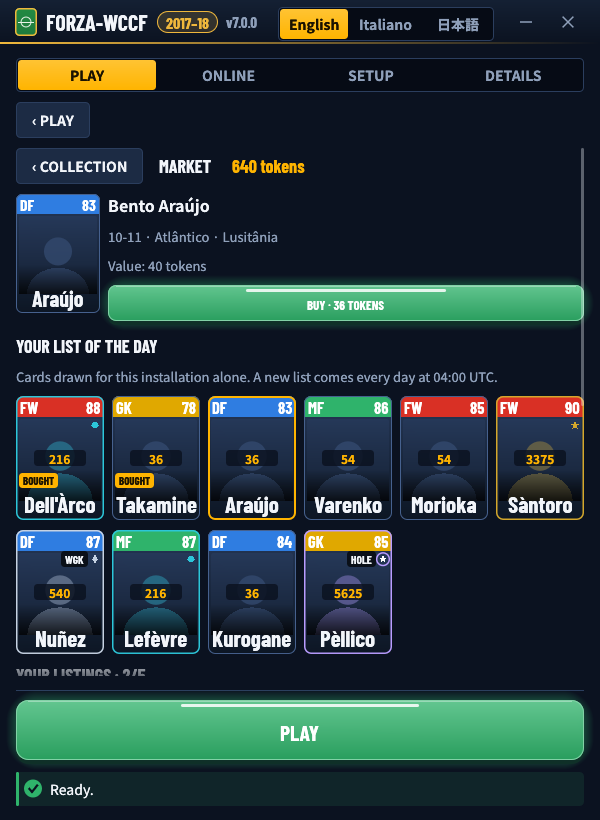 FORZA-WCCF 2017-18 v7.0.0 English Italiano 日本語
PLAY ONLINE SETUP DETAILS
‹ PLAY
‹ COLLECTION MARKET 640 tokens
DF 83 Araújo
Bento Araújo
10-11 · Atlântico · Lusitânia
Value: 40 tokens
BUY · 36 TOKENS
YOUR LIST OF THE DAY
Cards drawn for this installation alone. A new list comes every day at 04:00 UTC.
FW 88 GK 78 DF 83 MF 86 FW 85 FW 90
216 36 36 54 54 3375
BOUGHT BOUGHT
Dell'Àrco Takamine Araújo Varenko Morioka Sàntoro
DF 87 MF 87 DF 84 GK 85
WGK HOLE
540 216 36 5625
Nuñez Lefèvre Kurogane Pèllico
YOUR LISTINGS · 2/5
PLAY
Ready.